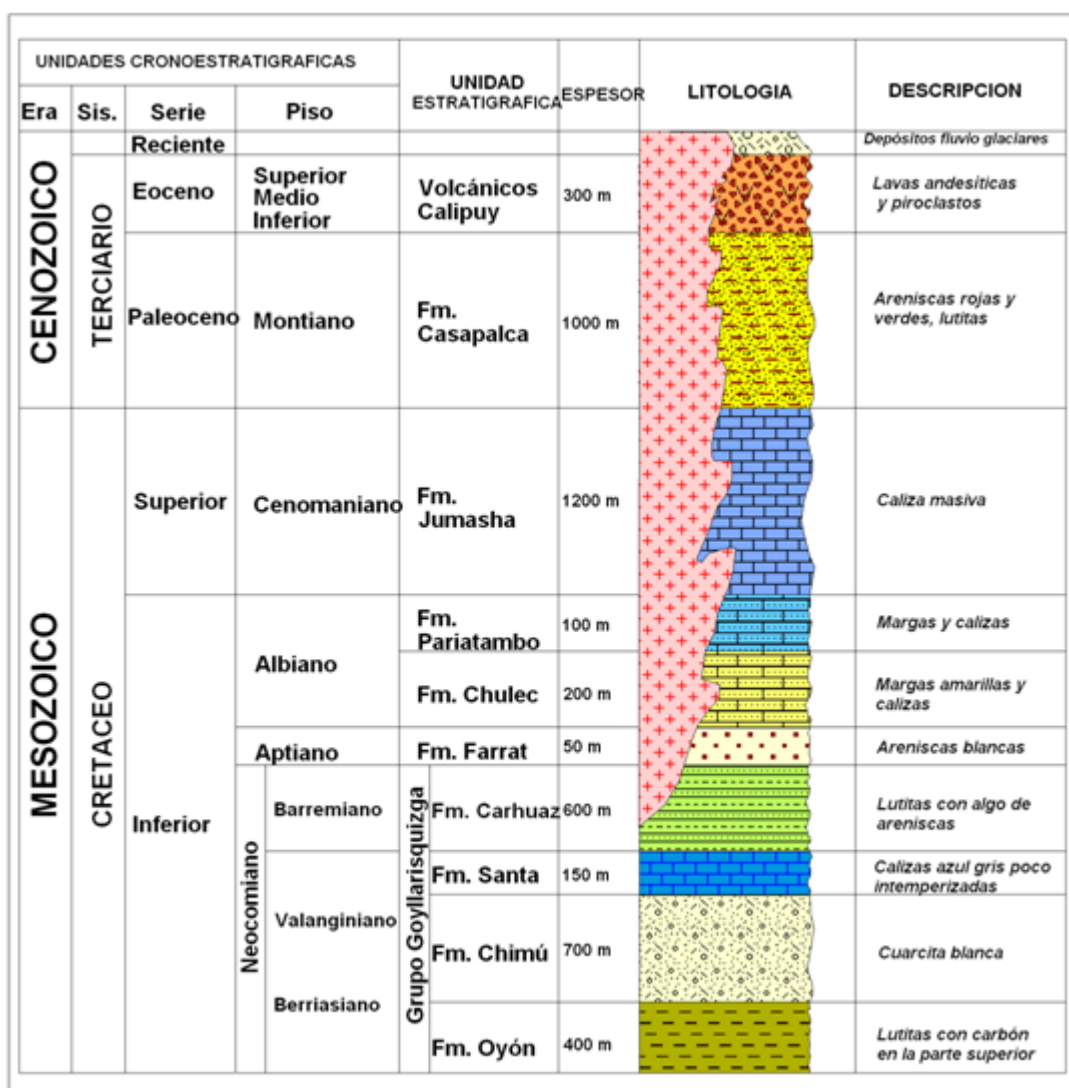 UNIDADES CRONOESTRATIGRAFICAS
UNIDAD
ESTRATIGRAFICA
ESPESOR
LITOLOGIA
DESCRIPCION
Era
Sis.
Serie
Piso
CENOZOICO
TERCIARIO
Reciente
Depósitos fluvio glaciares
Eoceno
Superior
Medio
Inferior
Volcánicos
Calipuy
300 m
Lavas andesíticas
y piroclastos
Paleoceno
Montiano
Fm.
Casapalca
1000 m
Areniscas rojas y
verdes, lutitas
MESOZOICO
CRETACEO
Superior
Cenomaniano
Fm.
Jumasha
1200 m
Caliza masiva
Inferior
Albiano
Fm.
Pariatambo
100 m
Margas y calizas
Fm. Chulec
200 m
Margas amarillas y
calizas
Aptiano
Fm. Farrat
50 m
Areniscas blancas
Neocomiano
Barremiano
Grupo Goyllarisquizga
Fm. Carhuaz
600 m
Lutitas con algo de
areniscas
Fm. Santa
150 m
Calizas azul gris poco
intemperizadas
Valanginiano
Fm. Chimú
700 m
Cuarcita blanca
Berriasiano
Fm. Oyón
400 m
Lutitas con carbón
en la parte superior